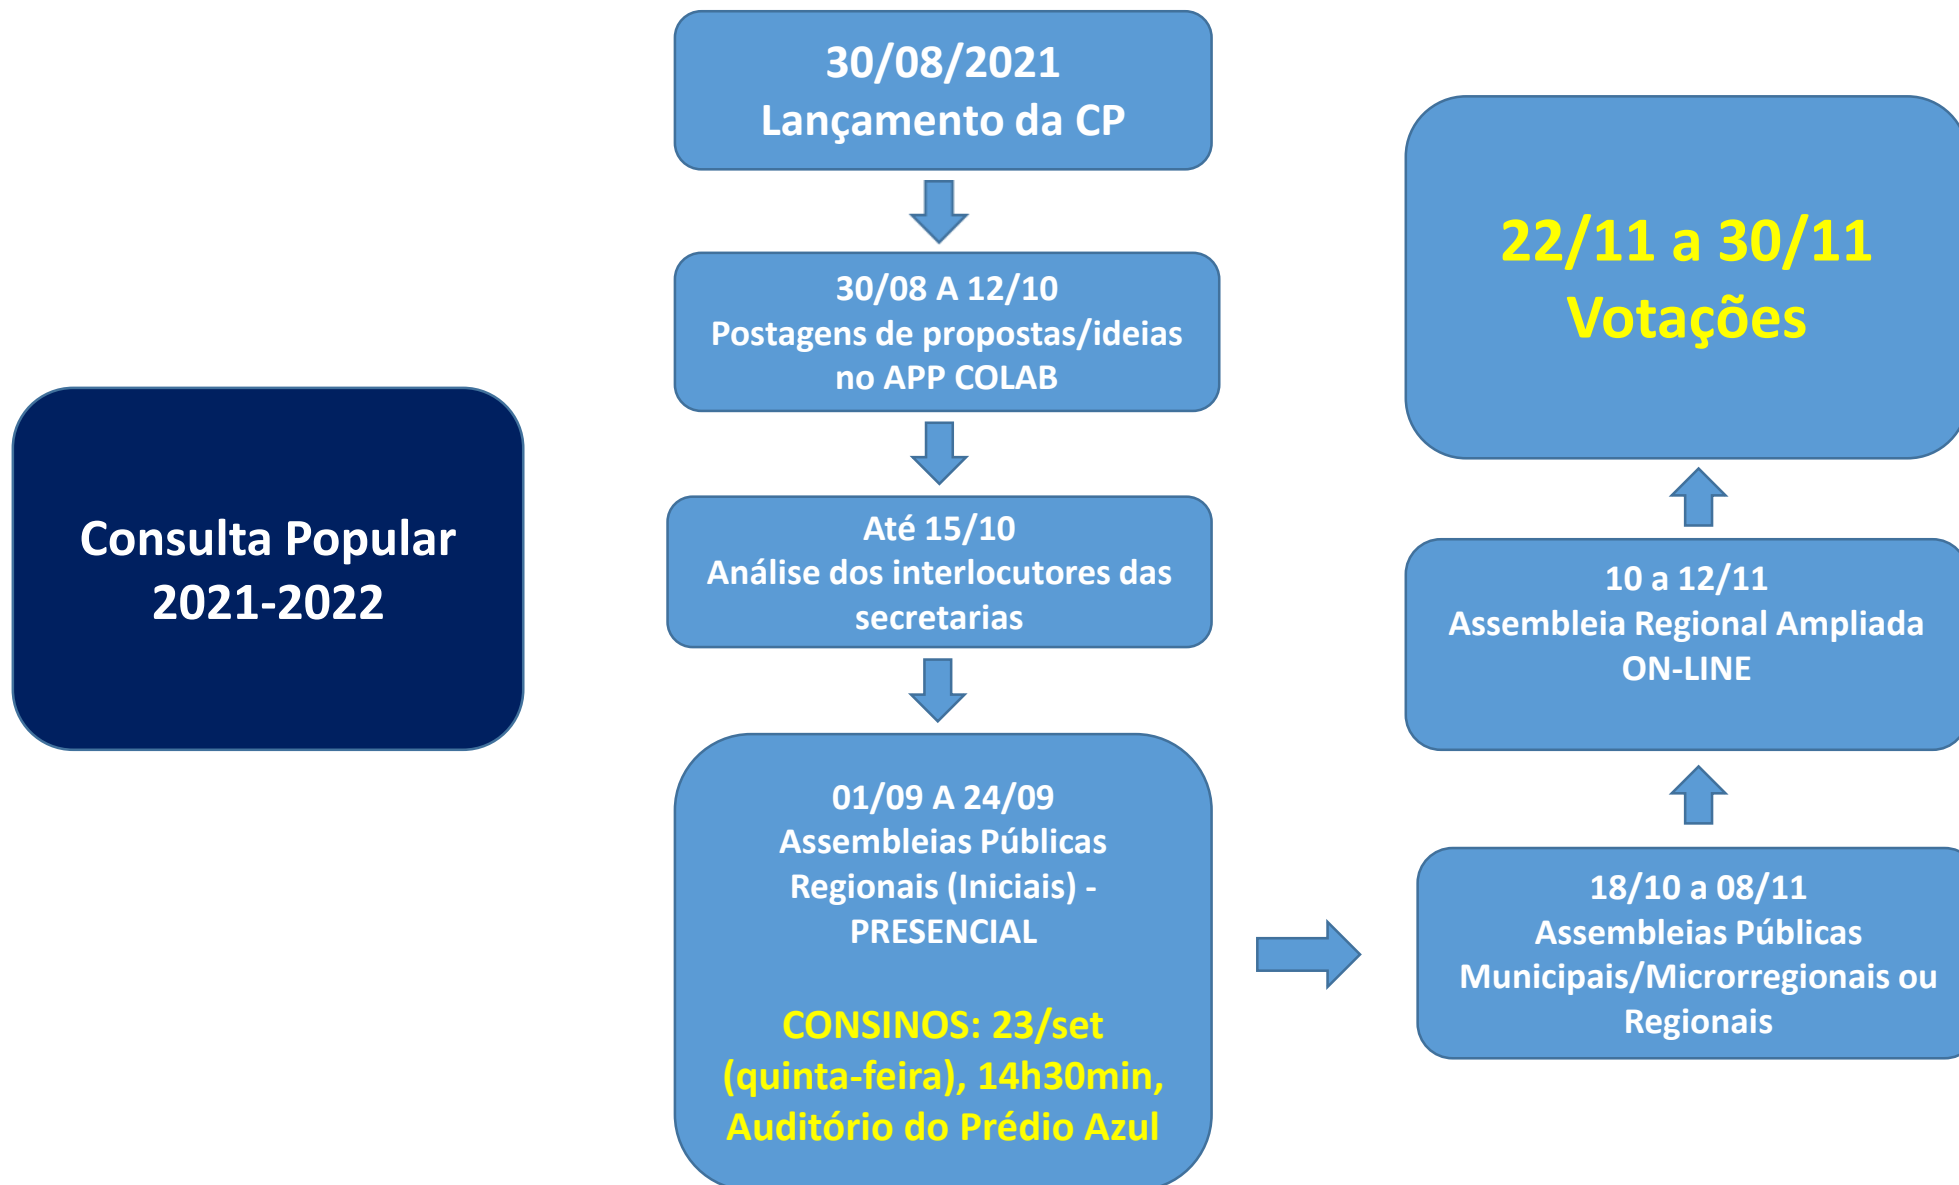 Consulta Popular
2021-2022
30/08/2021
Lançamento da CP
30/08 A 12/10
Postagens de propostas/ideias
no APP COLAB
Até 15/10
Análise dos interlocutores das
secretarias
01/09 A 24/09
Assembleias Públicas
Regionais (Iniciais) -
PRESENCIAL
CONSINOS: 23/set
(quinta-feira), 14h30min,
Auditório do Prédio Azul
18/10 a 08/11
Assembleias Públicas
Municipais/Microrregionais ou
Regionais
10 a 12/11
Assembleia Regional Ampliada
ON-LINE
22/11 a 30/11
Votações